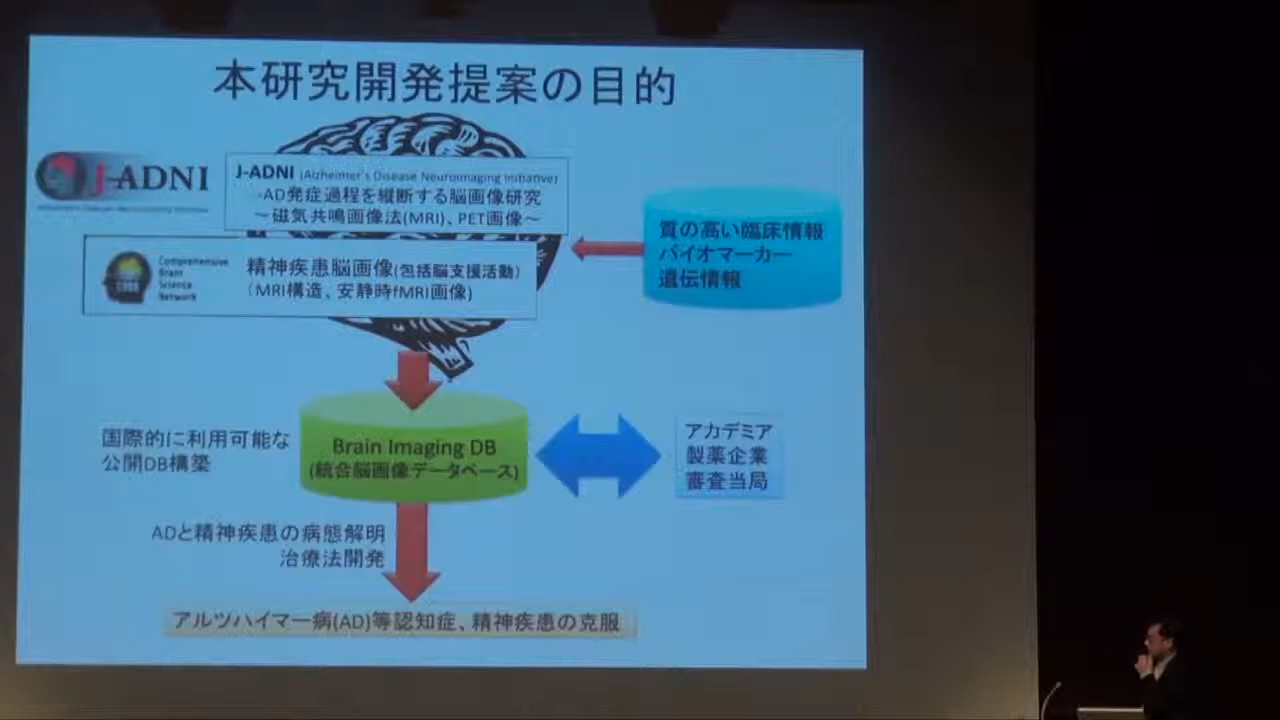 本研究開発提案の目的
J-ADNI
J-ADNI (Alzheimer's Disease Neuroimaging Initiative)
AD発症過程を縦断する脳画像研究
～磁気共鳴画像法(MRI)、PET画像～
質の高い臨床情報
バイオマーカー
遺伝情報
Comprehensive
Brain
Science
Network
精神疾患脳画像(包括脳支援活動)
(MRI構造、安静時fMRI画像)
国際的に利用可能な
公開DB構築
Brain Imaging DB
(統合脳画像データベース)
アカデミア
製薬企業
審査当局
ADと精神疾患の病態解明
治療法開発
アルツハイマー病(AD)等認知症、精神疾患の克服